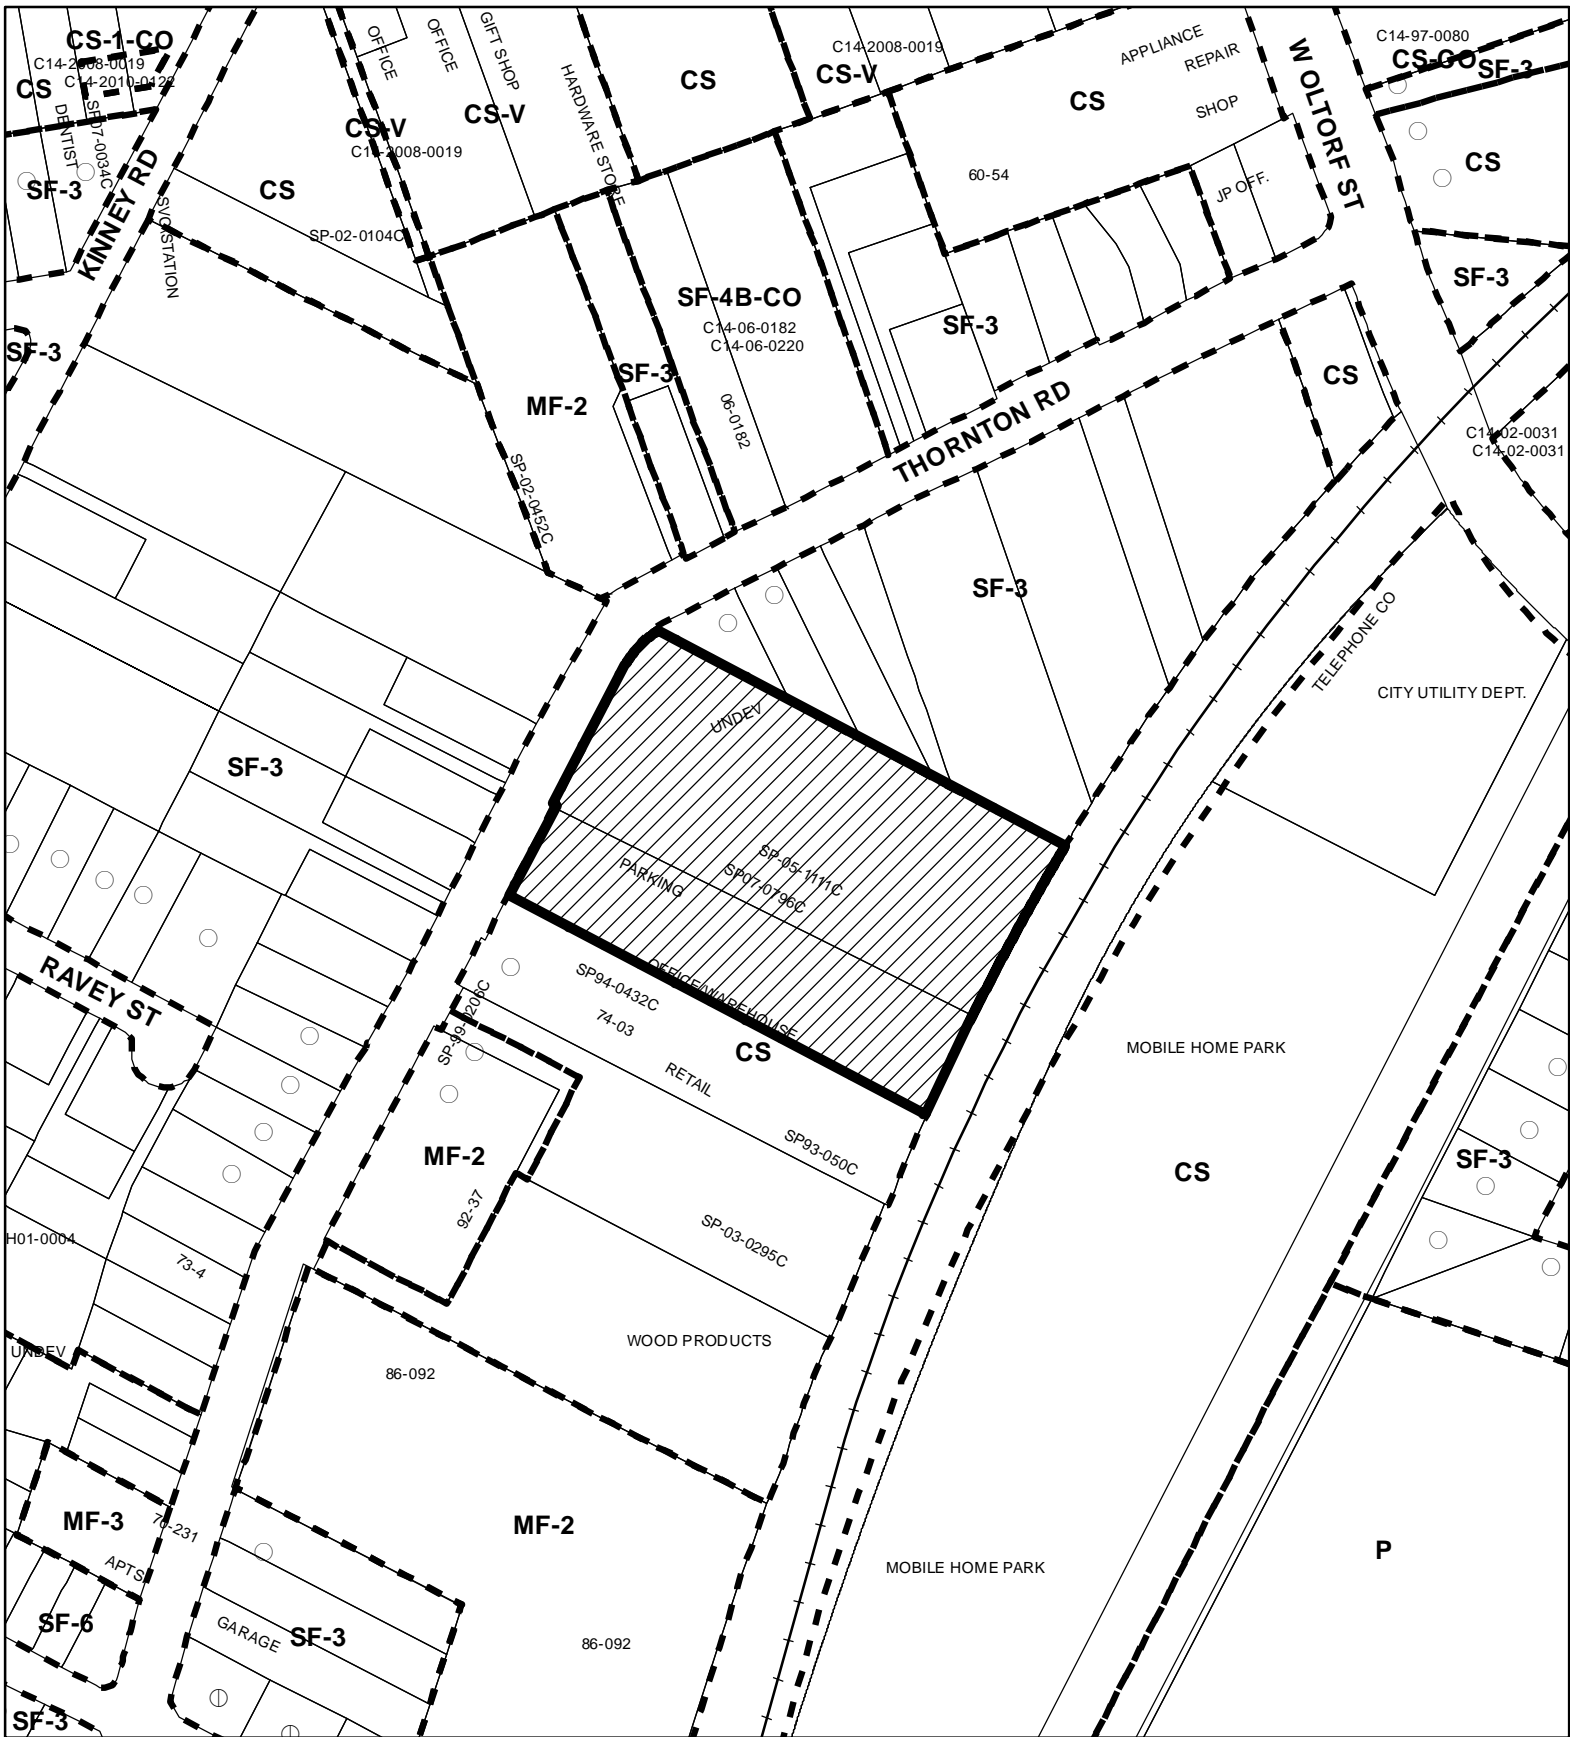 CS-1-CO
C14-2008-0019
C14-2010-0122
CS
DENTIST
SP07-0034C
SF-3
KINNEY RD
SVC STATION
CS
SP-02-0104C
OFFICE
OFFICE
GIFT SHOP
HARDWARE STORE
CS-V
C14-2008-0019
CS-V
CS
C14-2008-0019
CS-V
CS
APPLIANCE
REPAIR
SHOP
60-54
JP OFF.
W OLTORF ST
C14-97-0080
CS-CO
SF-3
CS
SF-3
SF-3
MF-2
SF-3
SF-4B-CO
C14-06-0182
C14-06-0220
06-0182
SF-3
THORNTON RD
CS
C14-02-0031
C14-02-0031
SP-02-0452C
SF-3
TELEPHONE CO
CITY UTILITY DEPT.
SF-3
UNDEV
PARKING
SP-05-1111C
SP07-0796C
OFFICE/WAREHOUSE
RAVEY ST
SP94-0432C
74-03
CS
RETAIL
SP-99-0206C
SP93-050C
MOBILE HOME PARK
CS
SF-3
MF-2
92-37
SP-03-0295C
H01-0004
73-4
WOOD PRODUCTS
UNDEV
86-092
MF-3
76-231
APTS
MF-2
MOBILE HOME PARK
P
SF-6
GARAGE
SF-3
86-092
SF-3